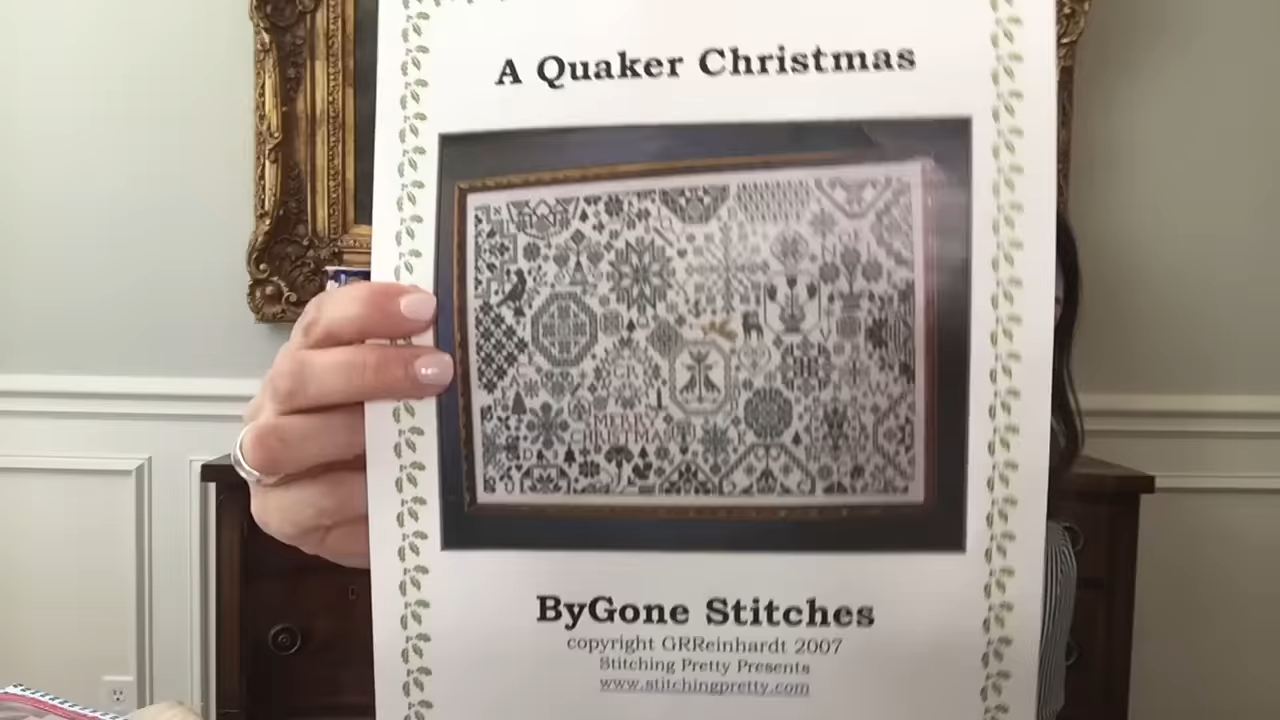 A Quaker Christmas
MERRY
CHRISTMAS
ByGone Stitches
copyright GRReinhardt 2007
Stitching Pretty Presents
www.stitchingpretty.com